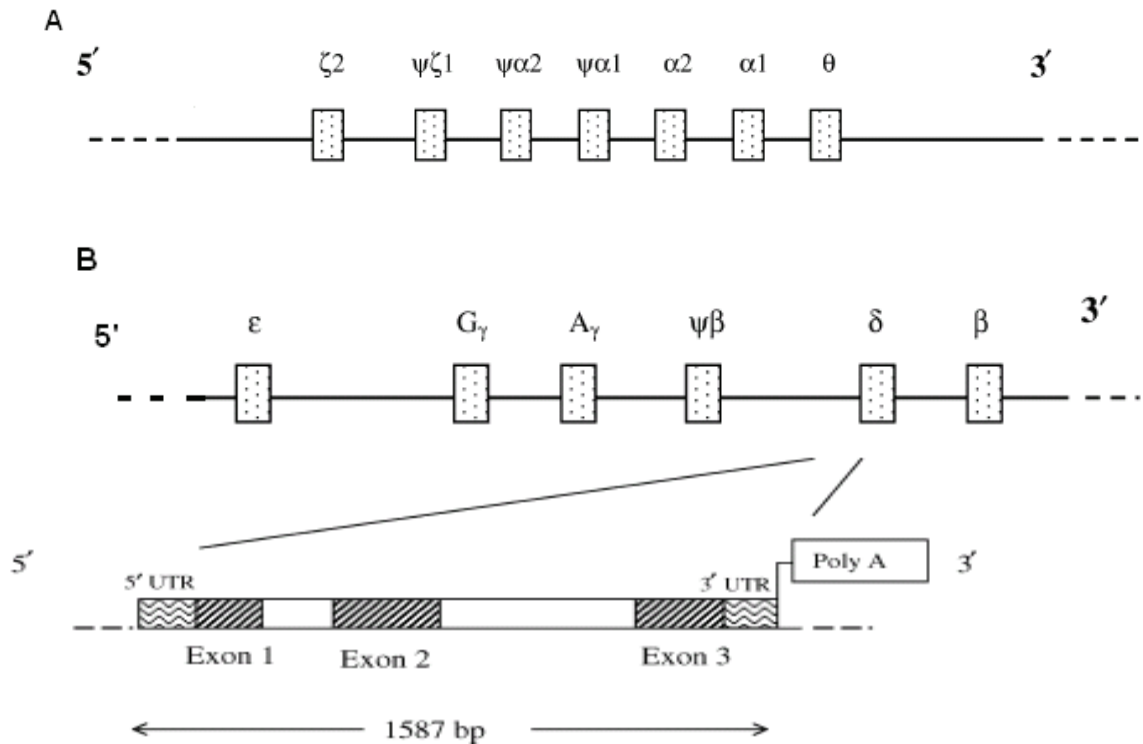 A
5′ ζ2 ψζ1 ψα2 ψα1 α2 α1 θ 3′
B
5' ε Gγ Aγ ψβ δ β 3′
5′ Poly A 3′
5′ UTR 3′ UTR
Exon 1 Exon 2 Exon 3
1587 bp